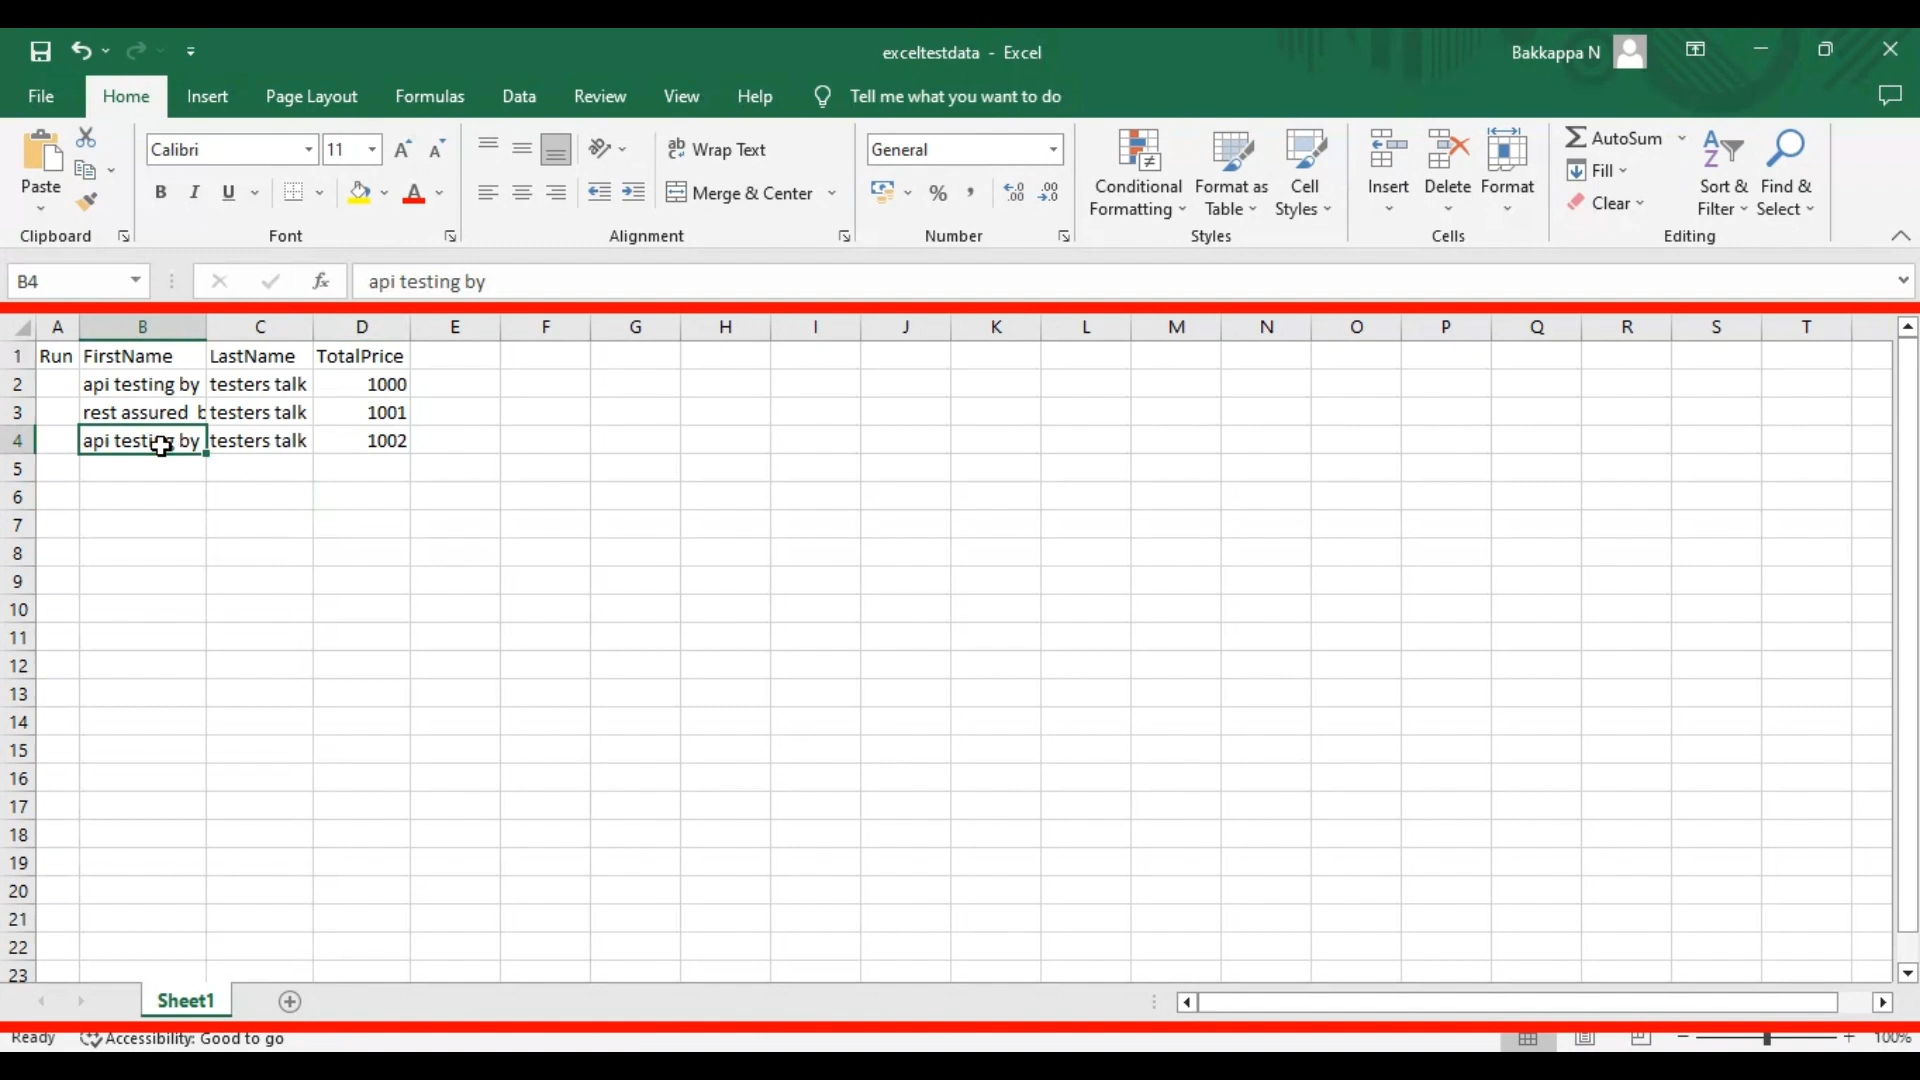 exceltestdata - Excel
Bakkappa N
File Home Insert Page Layout Formulas Data Review View Help Tell me what you want to do
Calibri 11 ab Wrap Text General AutoSum
Paste B I U Merge & Center % Conditional Formatting Format as Table Cell Styles Insert Delete Format Fill Sort & Filter Find & Select
Clear
Clipboard Font Alignment Number Styles Cells Editing
B4 fx api testing by
A B C D E F G H I J K L M N O P Q R S T
1 Run FirstName LastName TotalPrice
2 api testing by testers talk 1000
3 rest assured b testers talk 1001
4 api testing by testers talk 1002
5
6
7
8
9
10
11
12
13
14
15
16
17
18
19
20
21
22
23
Sheet1
Ready Accessibility: Good to go 100%